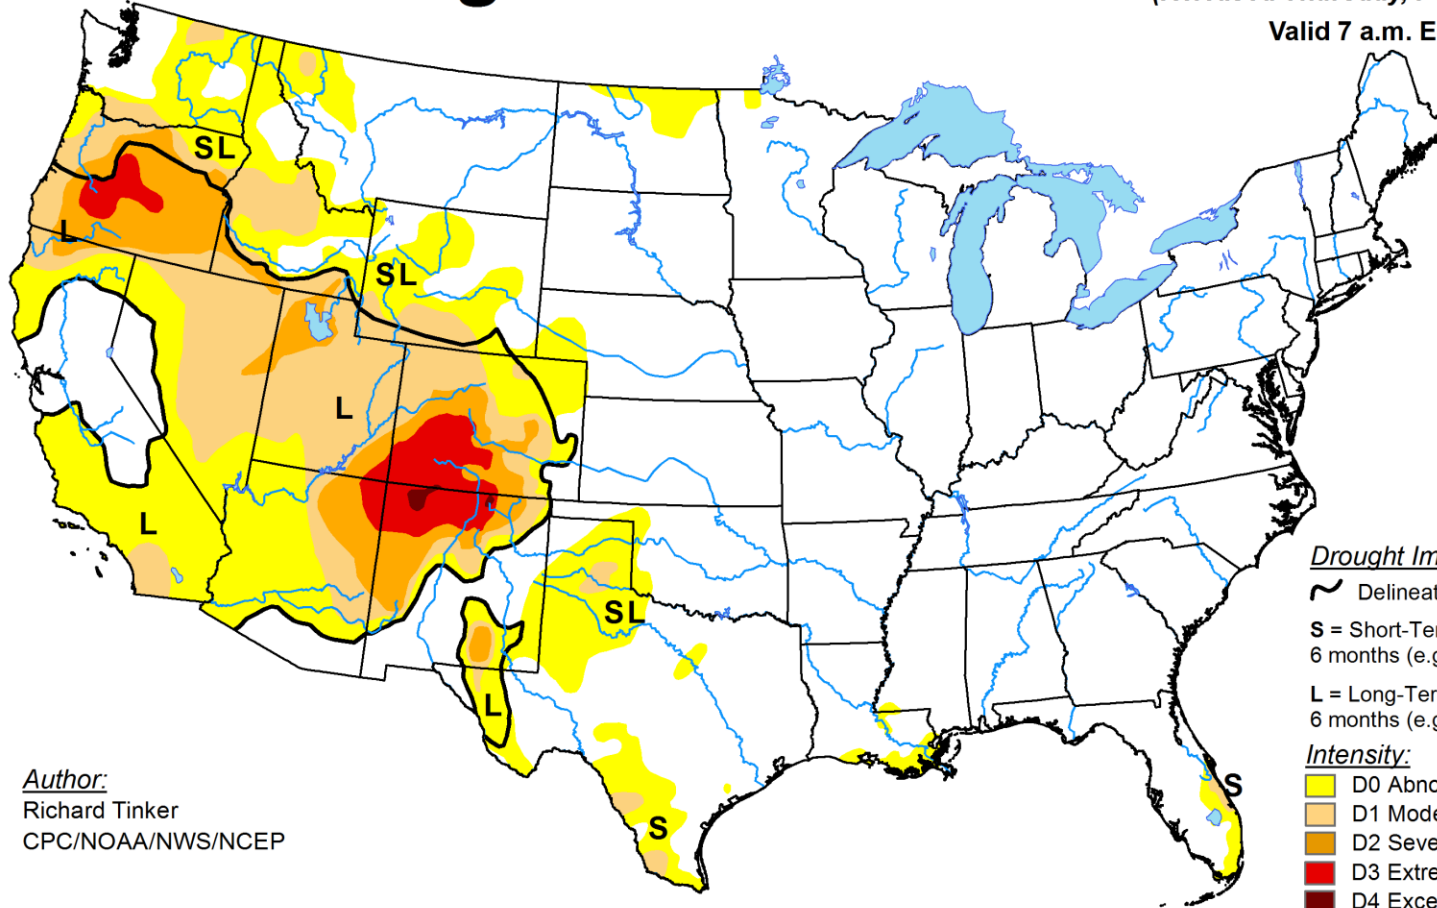 Valid 7 a.m. E
SL
L
SL
L
L
SL
L
S
S
Drought Im
Delineat
S = Short-Ter
6 months (e.g
L = Long-Ter
6 months (e.g
Intensity:
D0 Abno
D1 Mode
D2 Seve
D3 Extre
D4 Exce
Author:
Richard Tinker
CPC/NOAA/NWS/NCEP